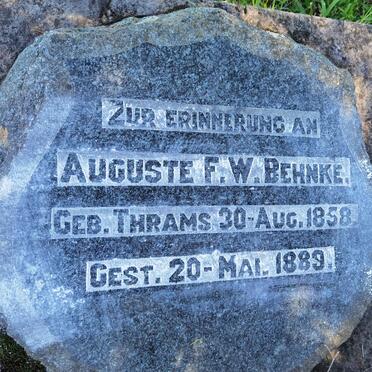 ZUR ERINNERUNG AN
AUGUSTE F. W. BEHNKE.
GEB. THRAMS 30-AUG. 1858.
GEST. 20-MAI. 1889